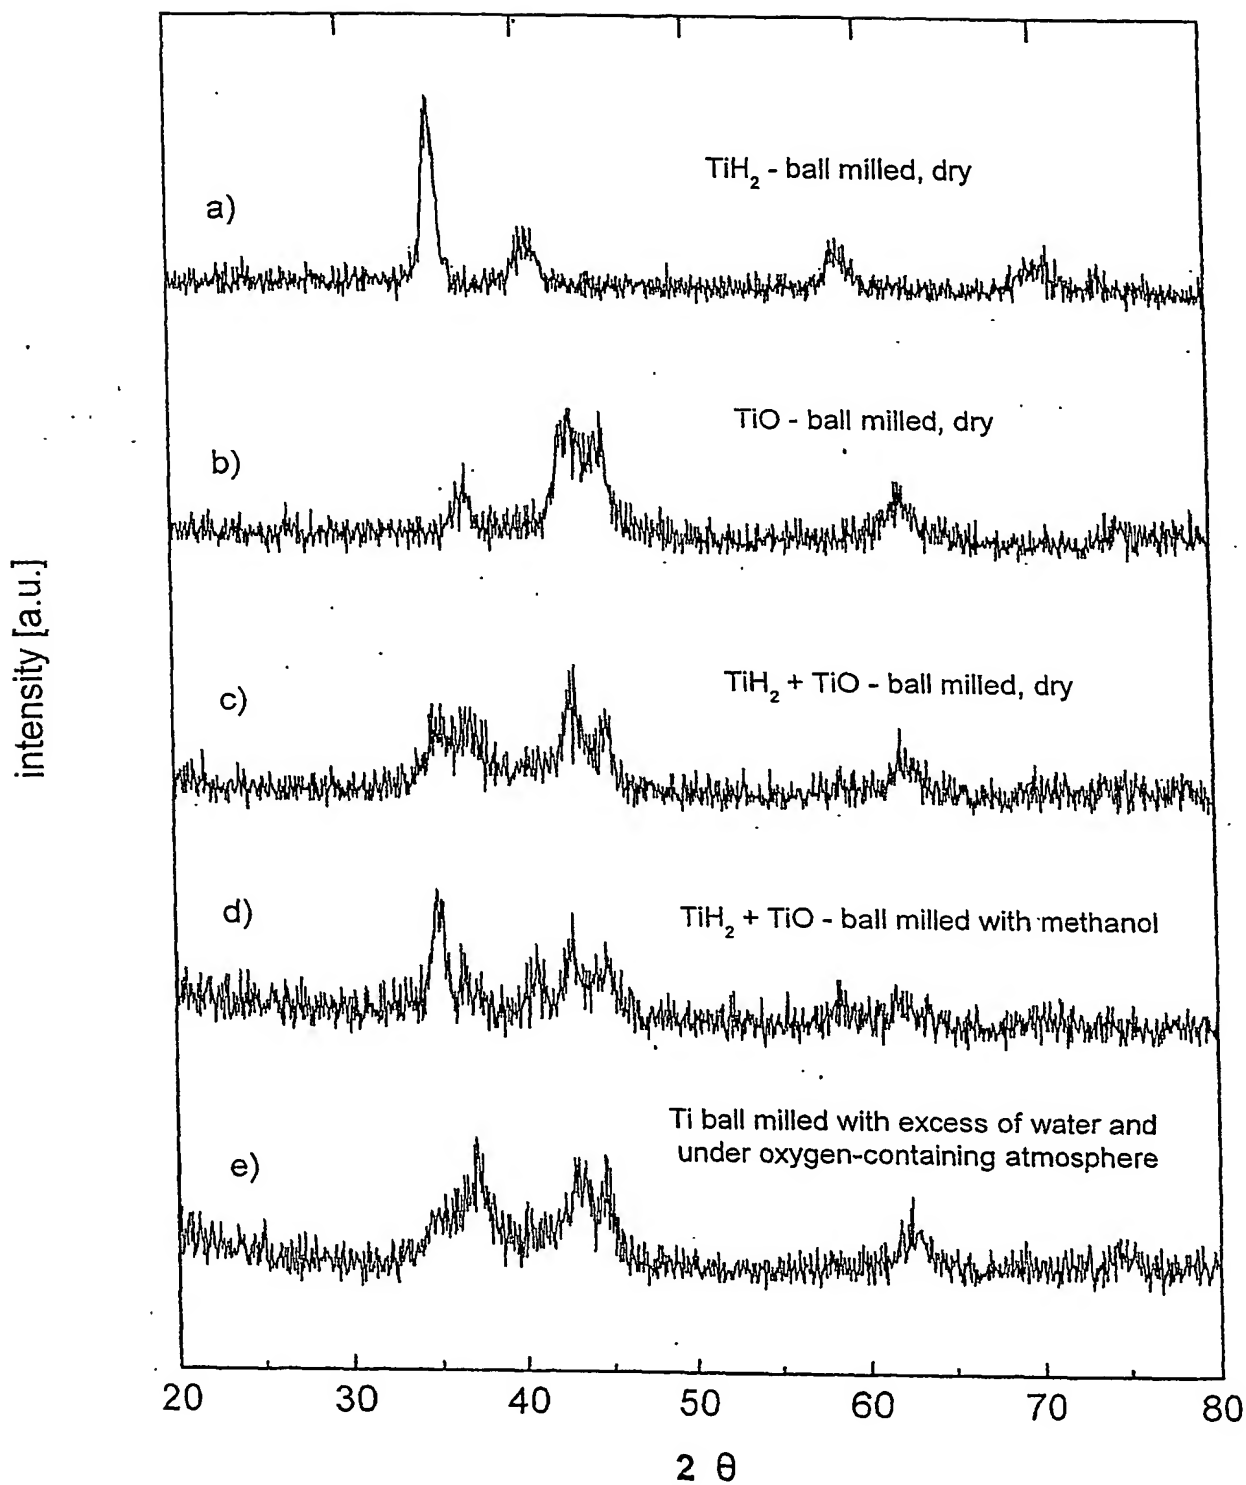 TiH₂ - ball milled, dry
a)
TiO - ball milled, dry
b)
intensity [a.u.]
TiH₂ + TiO - ball milled, dry
c)
d)
TiH₂ + TiO - ball milled with methanol
Ti ball milled with excess of water and
under oxygen-containing atmosphere
e)
20 30 40 50 60 70 80
2 θ